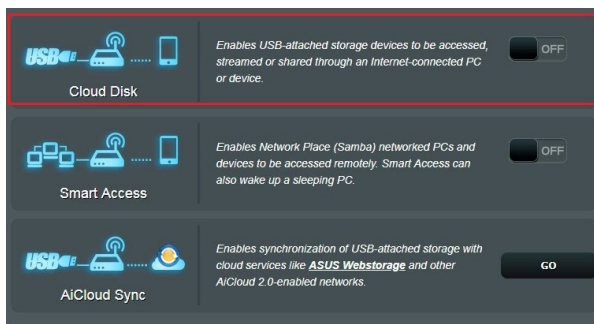 Enables USB-attached storage devices to be accessed,
streamed or shared through an Internet-connected PC
or device.
OFF
USB
Cloud Disk
Enables Network Place (Samba) networked PCs and
devices to be accessed remotely. Smart Access can
also wake up a sleeping PC.
OFF
Smart Access
Enables synchronization of USB-attached storage with
cloud services like ASUS Webstorage and other
AiCloud 2.0-enabled networks.
GO
USB
AiCloud Sync